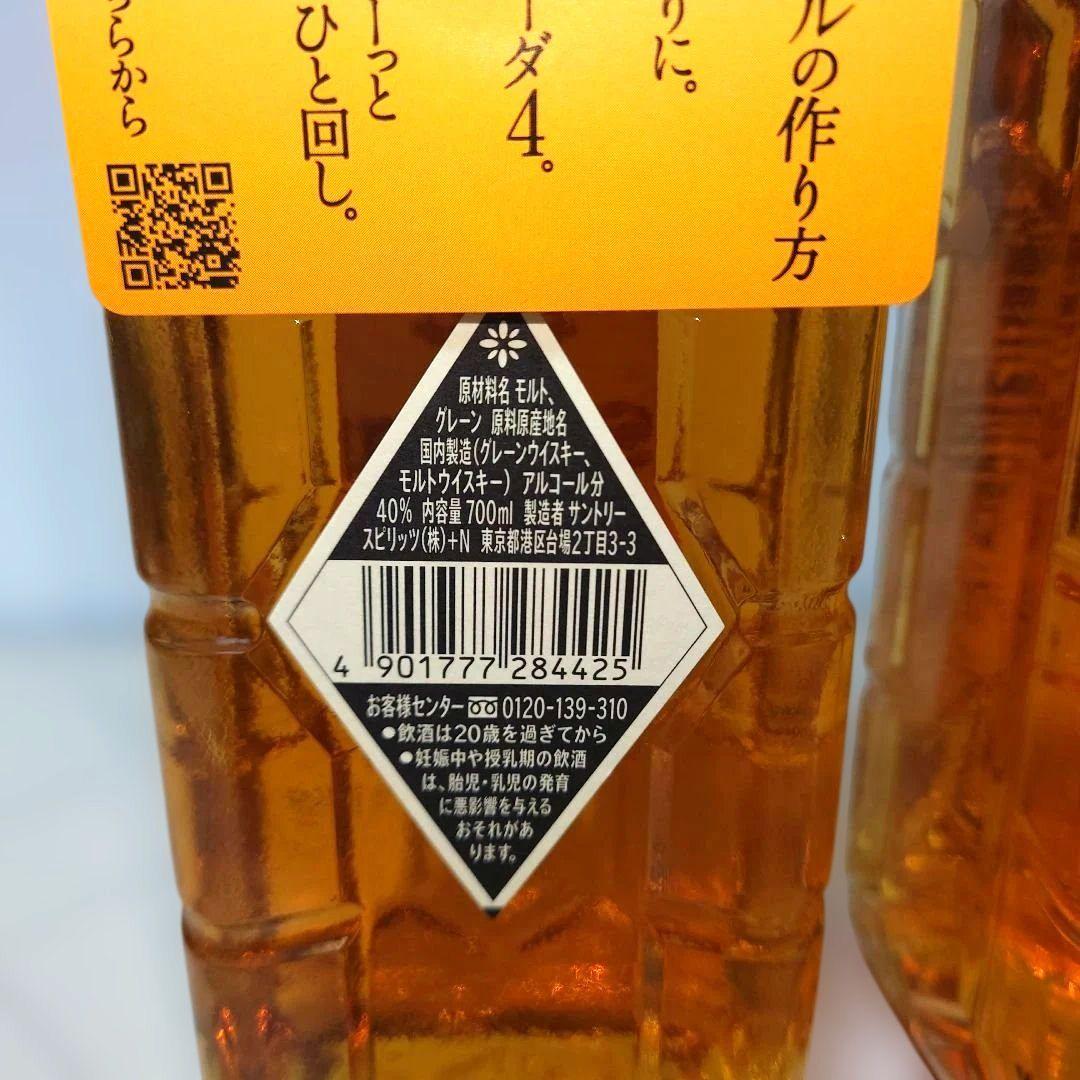 ルの作り方
りに。
ーダ4。
ーっと
ひと回し。
ちらから
原材料名 モルト、
グレーン 原料原産地名
国内製造(グレーンウイスキー、
モルトウイスキー) アルコール分
40% 内容量 700ml 製造者 サントリー
スピリッツ(株)+N 東京都港区台場2丁目3-3
4 901777 284425
お客様センター 0120-139-310
●飲酒は20歳を過ぎてから
●妊娠中や授乳期の飲酒
は、胎児・乳児の発育
に悪影響を与える
おそれがあ
ります。